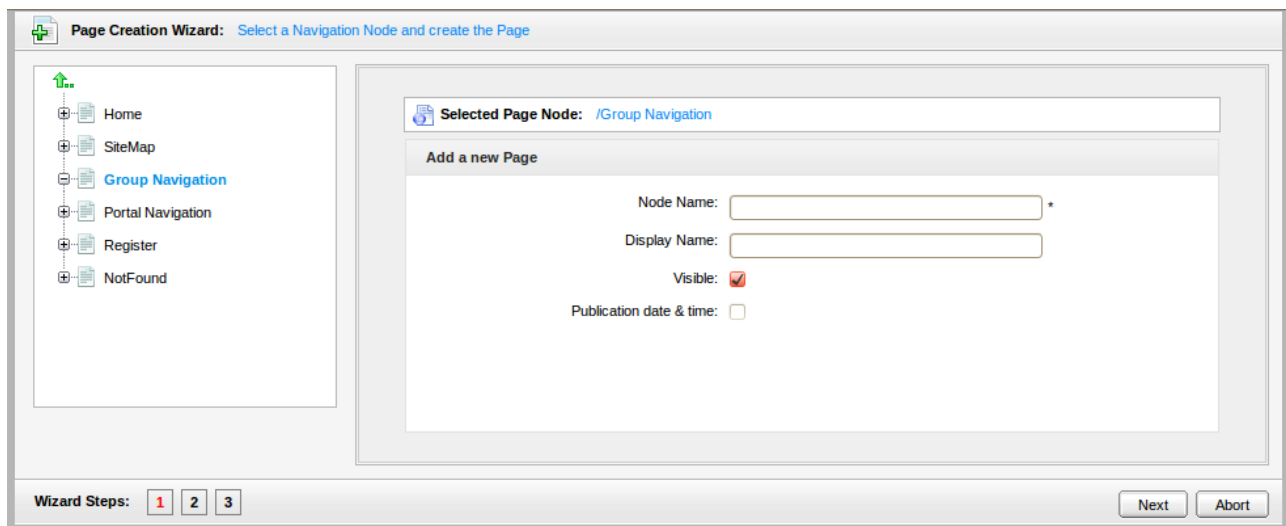 Page Creation Wizard: Select a Navigation Node and create the Page
Home
SiteMap
Group Navigation
Portal Navigation
Register
NotFound
Selected Page Node: /Group Navigation
Add a new Page
Node Name: *
Display Name:
Visible:
Publication date & time:
Wizard Steps: 1 2 3
Next Abort